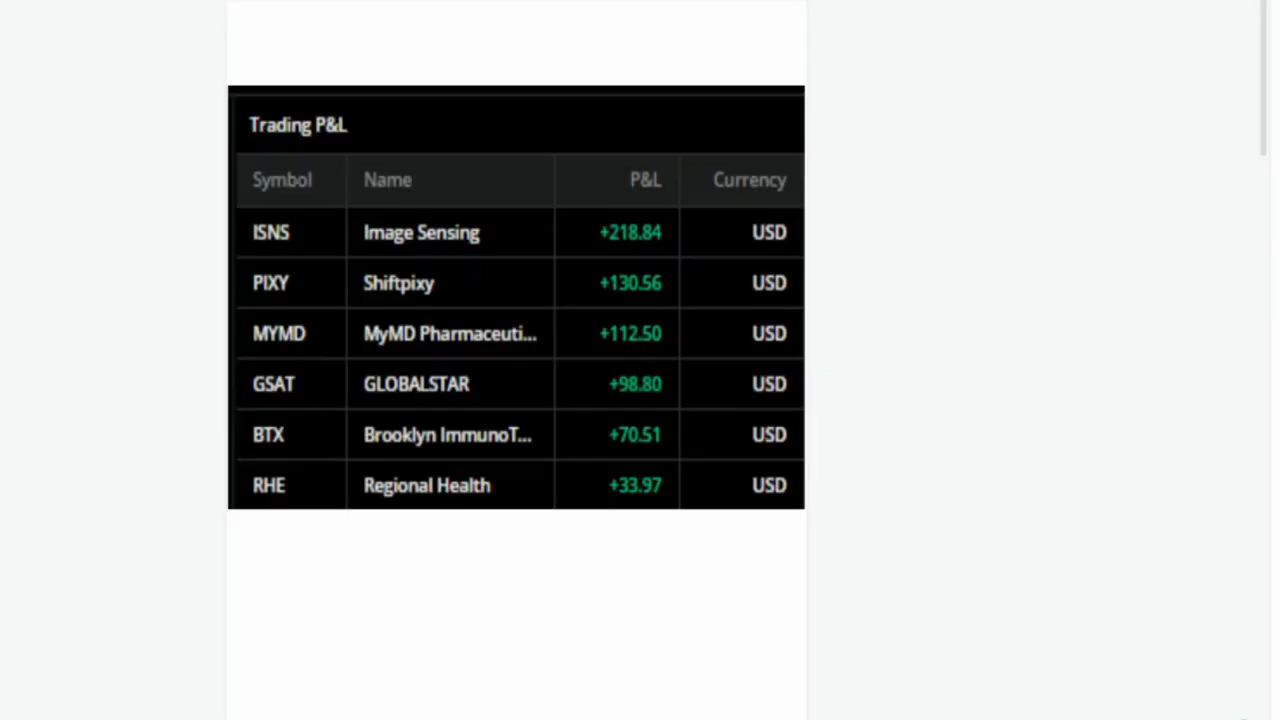 Trading P&L
Symbol Name P&L Currency
ISNS Image Sensing +218.84 USD
PIXY Shiftpixy +130.56 USD
MYMD MyMD Pharmaceuti... +112.50 USD
GSAT GLOBALSTAR +98.80 USD
BTX Brooklyn ImmunoT... +70.51 USD
RHE Regional Health +33.97 USD